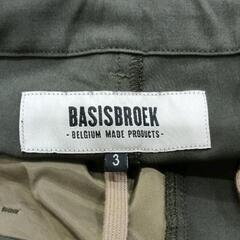 BASISBROEK
- BELGIUM MADE PRODUCTS -
3